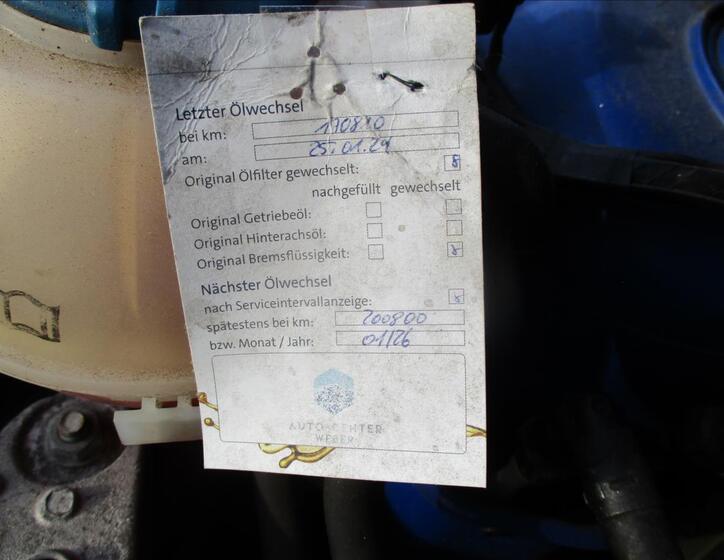 Letzter Ölwechsel
bei km: 170810
am: 25.01.24
Original Ölfilter gewechselt:
nachgefüllt gewechselt
Original Getriebeöl:
Original Hinterachsöl:
Original Bremsflüssigkeit:
Nächster Ölwechsel
nach Serviceintervallanzeige:
spätestens bei km: 200800
bzw. Monat / Jahr: 01/26
AUTO-CENTER
WEBER